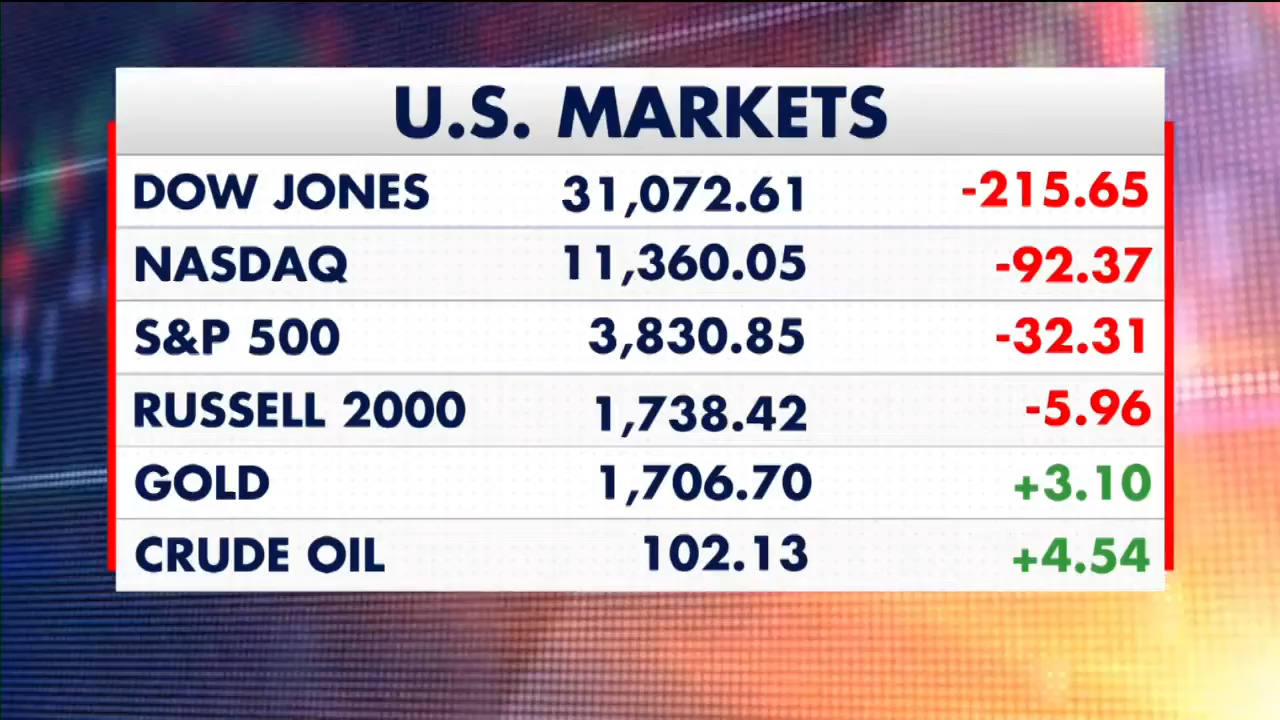 U.S. MARKETS
DOW JONES 31,072.61 -215.65
NASDAQ 11,360.05 -92.37
S&P 500 3,830.85 -32.31
RUSSELL 2000 1,738.42 -5.96
GOLD 1,706.70 +3.10
CRUDE OIL 102.13 +4.54